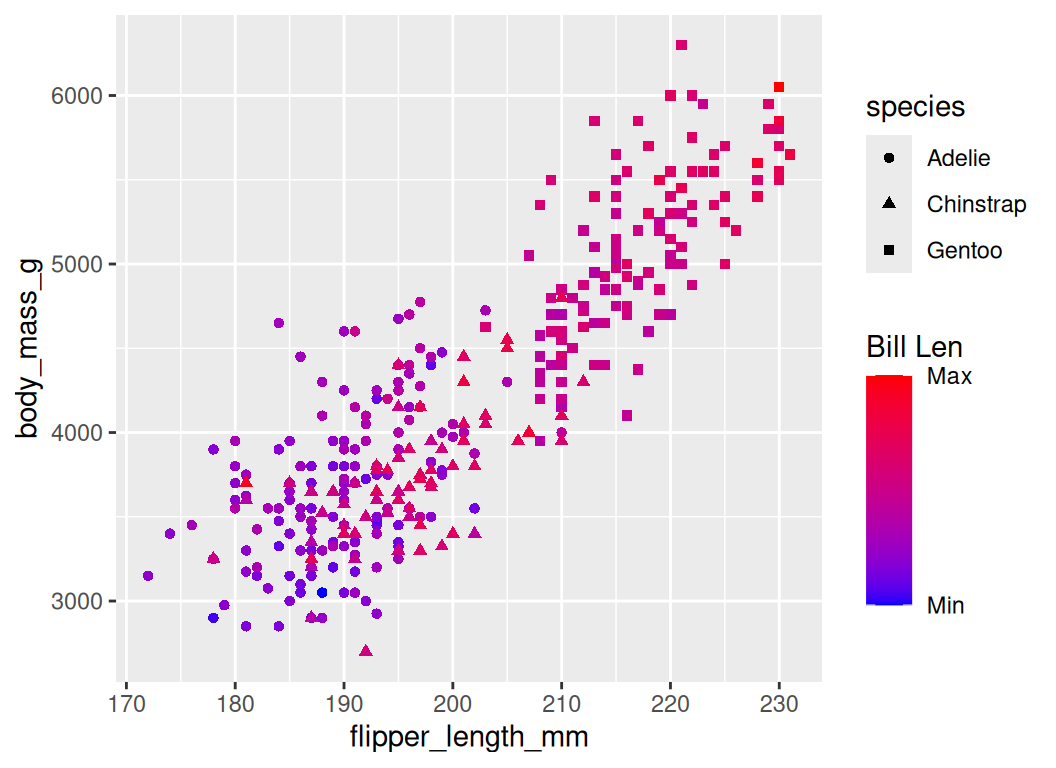 6000
5000
4000
3000
body_mass_g
170 180 190 200 210 220 230
flipper_length_mm
species
Adelie
Chinstrap
Gentoo
Bill Len
Max
Min